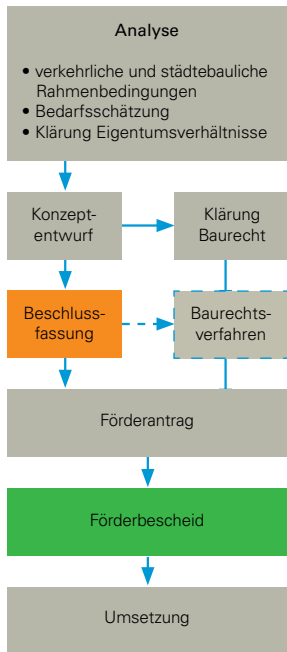 Analyse
• verkehrliche und städtebauliche
Rahmenbedingungen
• Bedarfsschätzung
• Klärung Eigentumsverhältnisse
Konzept-
entwurf
Klärung
Baurecht
Beschluss-
fassung
Baurechts-
verfahren
Förderantrag
Förderbescheid
Umsetzung